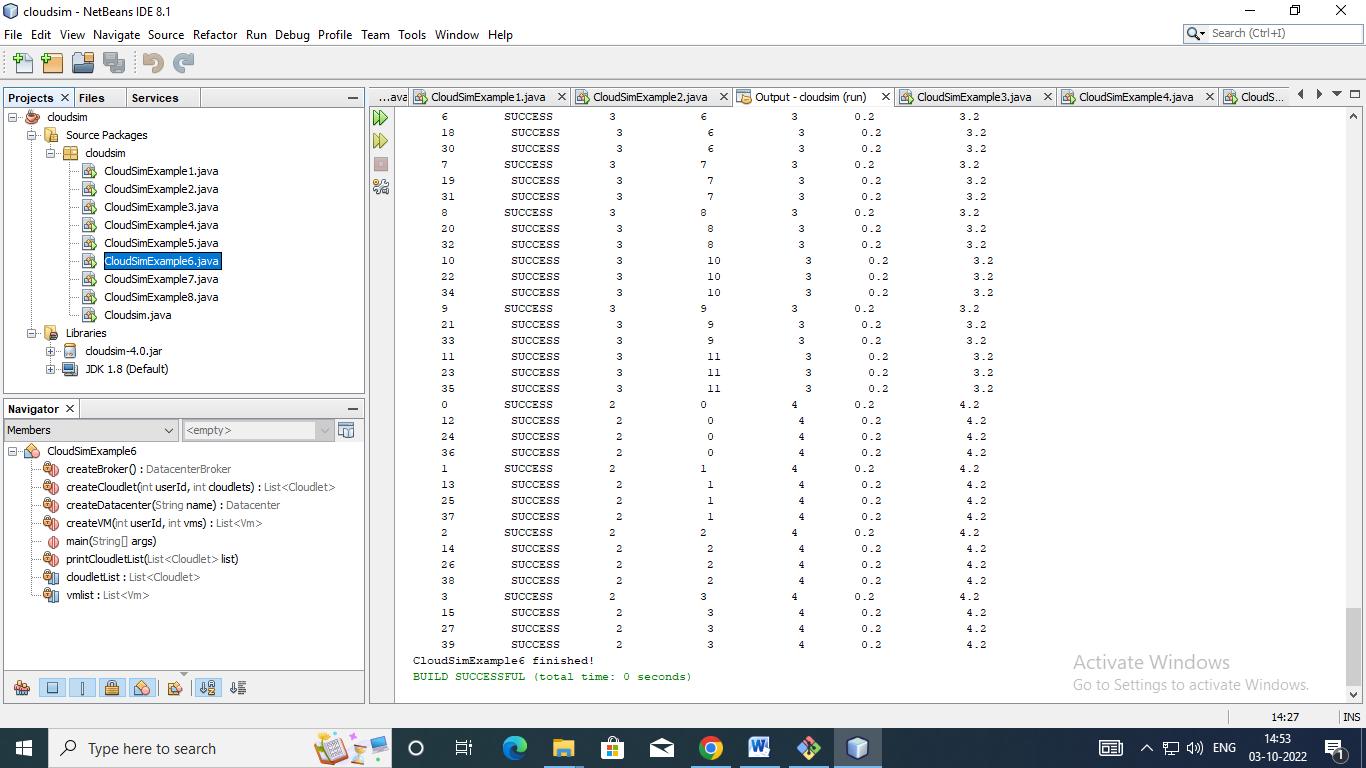 cloudsim - NetBeans IDE 8.1
File Edit View Navigate Source Refactor Run Debug Profile Team Tools Window Help
Search (Ctrl+I)
Projects Files Services
cloudsim
Source Packages
cloudsim
CloudSimExample1.java
CloudSimExample2.java
CloudSimExample3.java
CloudSimExample4.java
CloudSimExample5.java
CloudSimExample6.java
CloudSimExample7.java
CloudSimExample8.java
Cloudsim.java
Libraries
cloudsim-4.0.jar
JDK 1.8 (Default)
Navigator
Members
<empty>
CloudSimExample6
createBroker() : DatacenterBroker
createCloudlet(int userId, int cloudlets) : List<Cloudlet>
createDatacenter(String name) : Datacenter
createVM(int userId, int vms) : List<Vm>
main(String[] args)
printCloudletList(List<Cloudlet> list)
cloudletList : List<Cloudlet>
vmlist : List<Vm>
...ava CloudSimExample1.java CloudSimExample2.java Output - cloudsim (run) CloudSimExample3.java CloudSimExample4.java CloudS...
6 SUCCESS 3 6 3 0.2 3.2
18 SUCCESS 3 6 3 0.2 3.2
30 SUCCESS 3 6 3 0.2 3.2
7 SUCCESS 3 7 3 0.2 3.2
19 SUCCESS 3 7 3 0.2 3.2
31 SUCCESS 3 7 3 0.2 3.2
8 SUCCESS 3 8 3 0.2 3.2
20 SUCCESS 3 8 3 0.2 3.2
32 SUCCESS 3 8 3 0.2 3.2
10 SUCCESS 3 10 3 0.2 3.2
22 SUCCESS 3 10 3 0.2 3.2
34 SUCCESS 3 10 3 0.2 3.2
9 SUCCESS 3 9 3 0.2 3.2
21 SUCCESS 3 9 3 0.2 3.2
33 SUCCESS 3 9 3 0.2 3.2
11 SUCCESS 3 11 3 0.2 3.2
23 SUCCESS 3 11 3 0.2 3.2
35 SUCCESS 3 11 3 0.2 3.2
0 SUCCESS 2 0 4 0.2 4.2
12 SUCCESS 2 0 4 0.2 4.2
24 SUCCESS 2 0 4 0.2 4.2
36 SUCCESS 2 0 4 0.2 4.2
1 SUCCESS 2 1 4 0.2 4.2
13 SUCCESS 2 1 4 0.2 4.2
25 SUCCESS 2 1 4 0.2 4.2
37 SUCCESS 2 1 4 0.2 4.2
2 SUCCESS 2 2 4 0.2 4.2
14 SUCCESS 2 2 4 0.2 4.2
26 SUCCESS 2 2 4 0.2 4.2
38 SUCCESS 2 2 4 0.2 4.2
3 SUCCESS 2 3 4 0.2 4.2
15 SUCCESS 2 3 4 0.2 4.2
27 SUCCESS 2 3 4 0.2 4.2
39 SUCCESS 2 3 4 0.2 4.2
CloudSimExample6 finished!
BUILD SUCCESSFUL (total time: 0 seconds)
Activate Windows
Go to Settings to activate Windows.
14:27 INS
Type here to search
ENG
14:53
03-10-2022
1